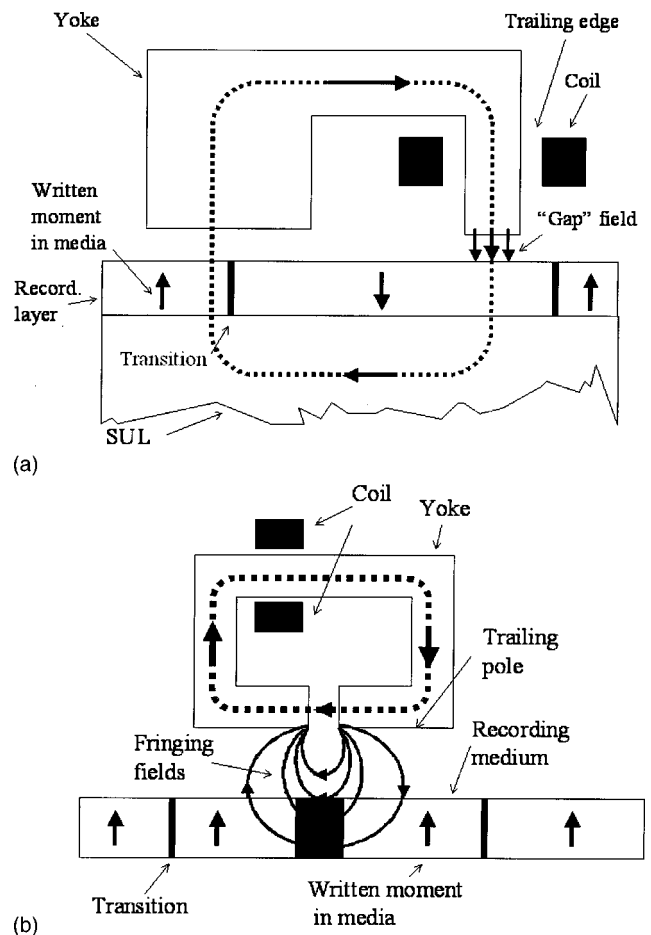 Yoke
Trailing edge
Coil
Written
moment
in media
"Gap" field
Record.
layer
Transition
SUL
(a)
Coil
Yoke
Trailing
pole
Fringing
fields
Recording
medium
Transition
Written moment
in media
(b)